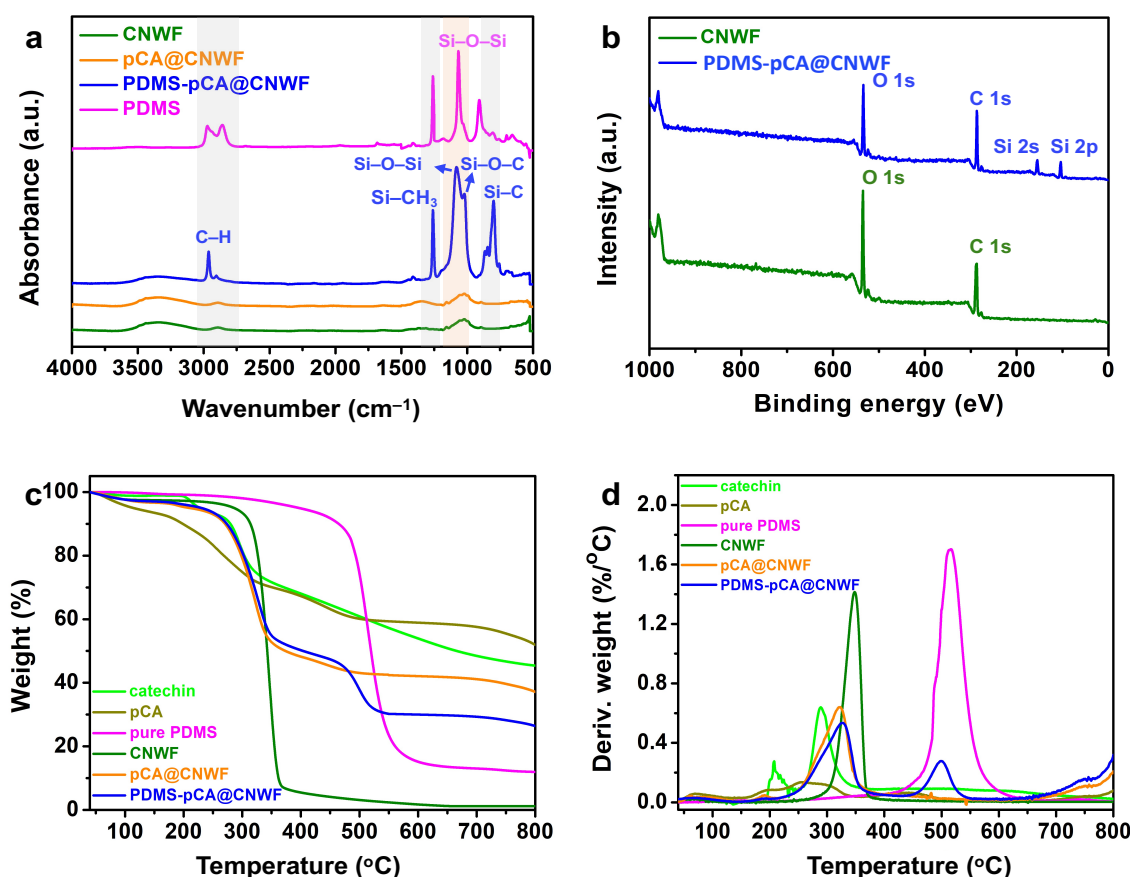 a
CNWF
pCA@CNWF
PDMS-pCA@CNWF
PDMS
Si–O–Si
Si–O–Si
Si–O–C
Si–CH3
Si–C
C–H
Absorbance (a.u.)
4000 3500 3000 2500 2000 1500 1000 500
Wavenumber (cm–1)
b
CNWF
PDMS-pCA@CNWF
O 1s
C 1s
Si 2s Si 2p
O 1s
C 1s
Intensity (a.u.)
1000 800 600 400 200 0
Binding energy (eV)
c
100
80
60
40
20
0
Weight (%)
catechin
pCA
pure PDMS
CNWF
pCA@CNWF
PDMS-pCA@CNWF
100 200 300 400 500 600 700 800
Temperature (oC)
d
2.0
1.6
1.2
0.8
0.4
0.0
Deriv. weight (%/oC)
catechin
pCA
pure PDMS
CNWF
pCA@CNWF
PDMS-pCA@CNWF
100 200 300 400 500 600 700 800
Temperature (oC)